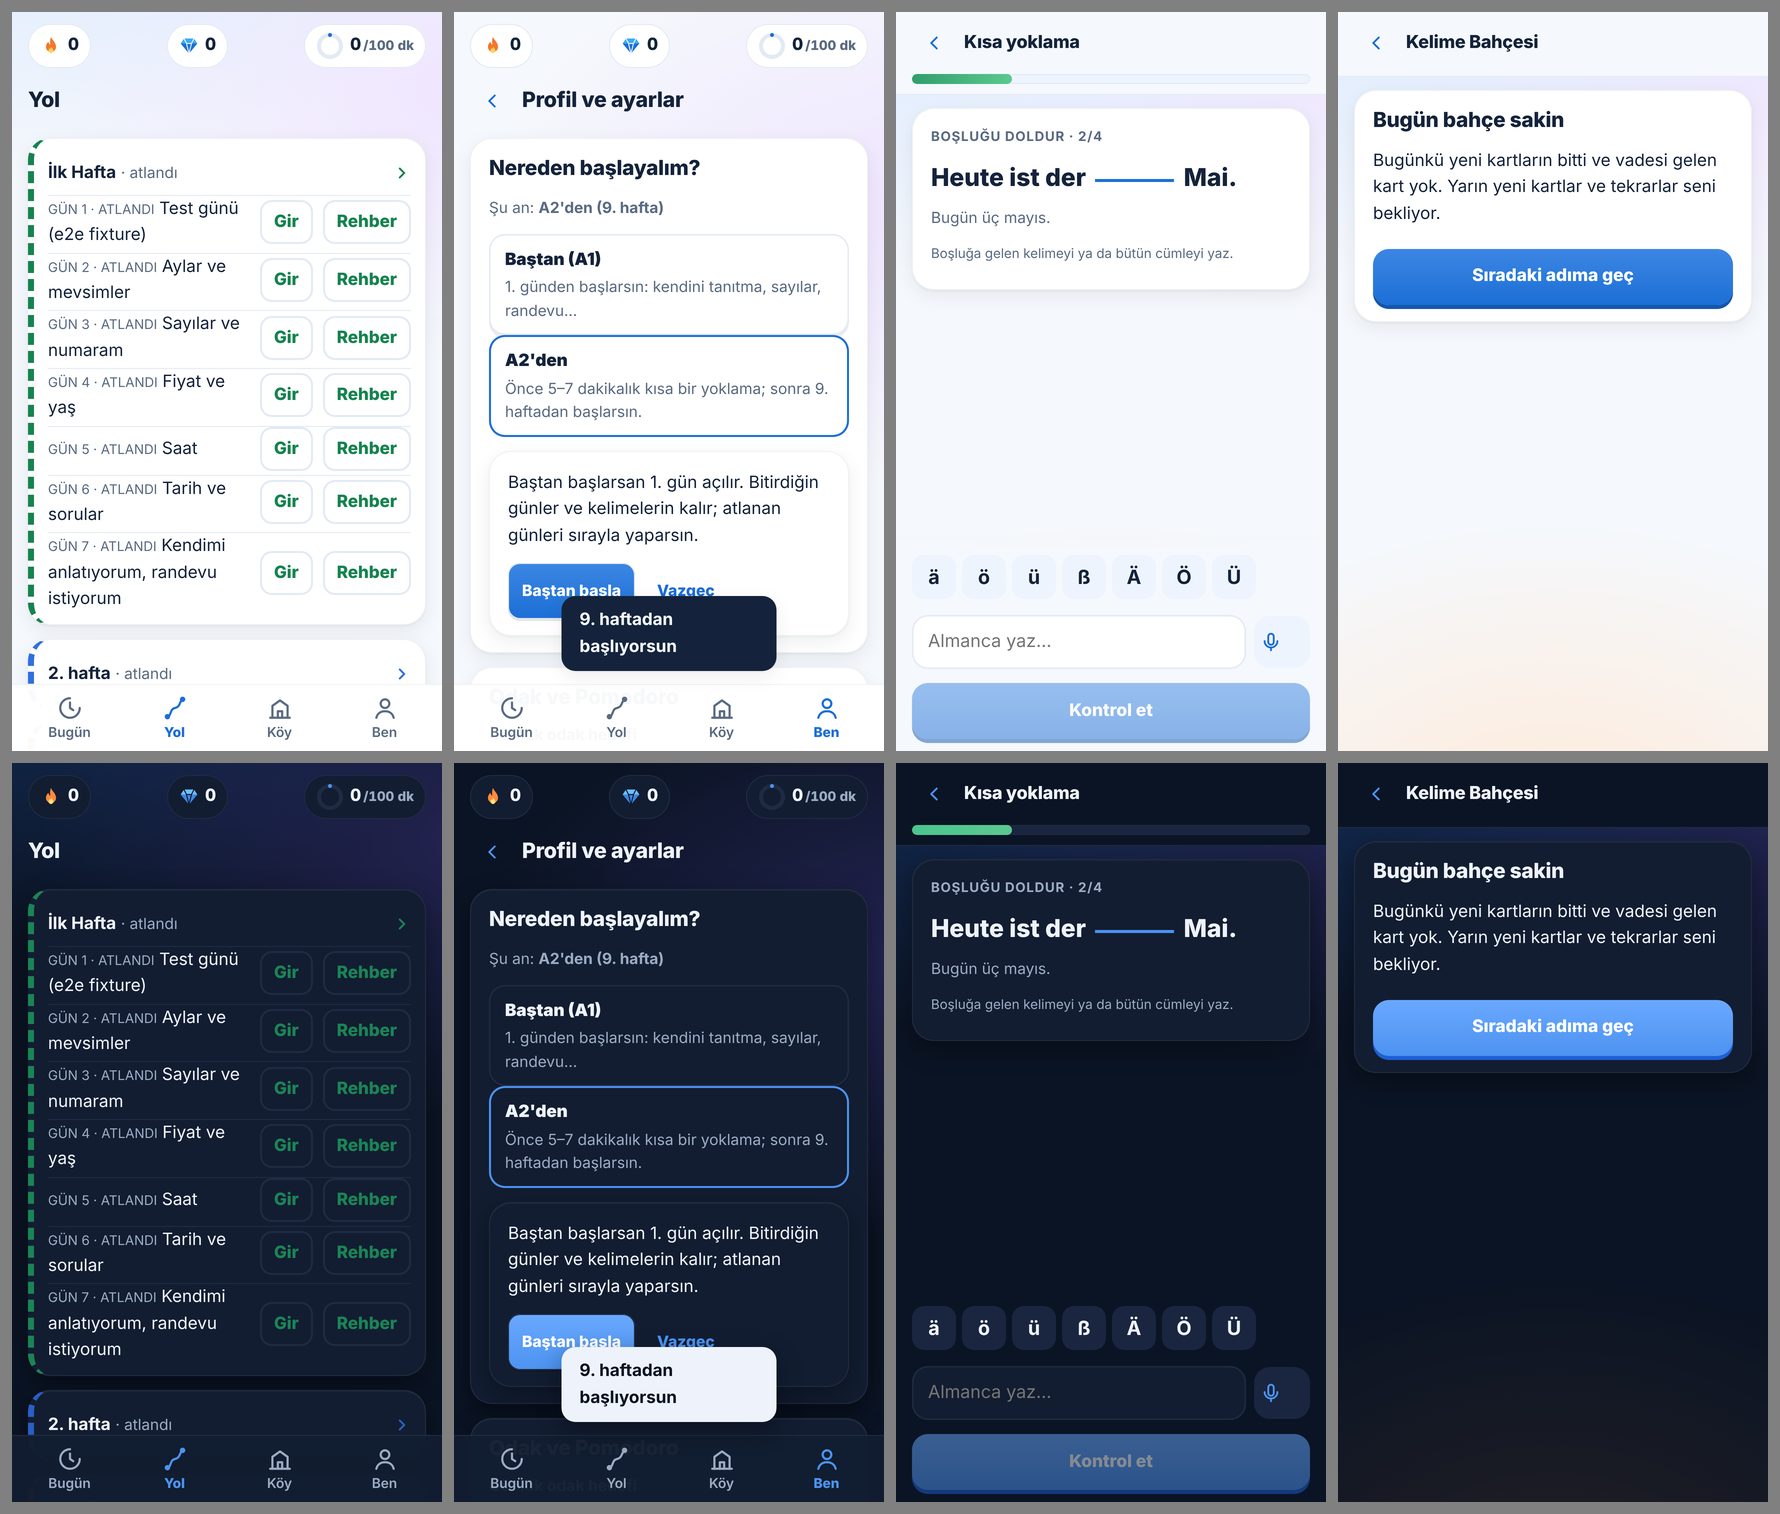 0
0
0/100 dk
Yol
İlk Hafta · atlandı
GÜN 1 · ATLANDI Test günü
(e2e fixture)
Gir
Rehber
GÜN 2 · ATLANDI Aylar ve
mevsimler
Gir
Rehber
GÜN 3 · ATLANDI Sayılar ve
numaram
Gir
Rehber
GÜN 4 · ATLANDI Fiyat ve
yaş
Gir
Rehber
GÜN 5 · ATLANDI Saat
Gir
Rehber
GÜN 6 · ATLANDI Tarih ve
sorular
Gir
Rehber
GÜN 7 · ATLANDI Kendimi
anlatıyorum, randevu
istiyorum
Gir
Rehber
2. hafta · atlandı
Bugün
Yol
Köy
Ben
0
0
0/100 dk
Profil ve ayarlar
Nereden başlayalım?
Şu an: A2'den (9. hafta)
Baştan (A1)
1. günden başlarsın: kendini tanıtma, sayılar,
randevu...
A2'den
Önce 5–7 dakikalık kısa bir yoklama; sonra 9.
haftadan başlarsın.
Baştan başlarsan 1. gün açılır. Bitirdiğin
günler ve kelimelerin kalır; atlanan
günleri sırayla yaparsın.
Baştan başla
Vazgeç
9. haftadan
başlıyorsun
Odak ve Pomodoro
Bugün
Yol
Köy
Ben
Kısa yoklama
BOŞLUĞU DOLDUR · 2/4
Heute ist der ____ Mai.
Bugün üç mayıs.
Boşluğa gelen kelimeyi ya da bütün cümleyi yaz.
ä ö ü ß Ä Ö Ü
Almanca yaz...
Kontrol et
Kelime Bahçesi
Bugün bahçe sakin
Bugünkü yeni kartların bitti ve vadesi gelen
kart yok. Yarın yeni kartlar ve tekrarlar seni
bekliyor.
Sıradaki adıma geç
0
0
0/100 dk
Yol
İlk Hafta · atlandı
GÜN 1 · ATLANDI Test günü
(e2e fixture)
Gir
Rehber
GÜN 2 · ATLANDI Aylar ve
mevsimler
Gir
Rehber
GÜN 3 · ATLANDI Sayılar ve
numaram
Gir
Rehber
GÜN 4 · ATLANDI Fiyat ve
yaş
Gir
Rehber
GÜN 5 · ATLANDI Saat
Gir
Rehber
GÜN 6 · ATLANDI Tarih ve
sorular
Gir
Rehber
GÜN 7 · ATLANDI Kendimi
anlatıyorum, randevu
istiyorum
Gir
Rehber
2. hafta · atlandı
Bugün
Yol
Köy
Ben
0
0
0/100 dk
Profil ve ayarlar
Nereden başlayalım?
Şu an: A2'den (9. hafta)
Baştan (A1)
1. günden başlarsın: kendini tanıtma, sayılar,
randevu...
A2'den
Önce 5–7 dakikalık kısa bir yoklama; sonra 9.
haftadan başlarsın.
Baştan başlarsan 1. gün açılır. Bitirdiğin
günler ve kelimelerin kalır; atlanan
günleri sırayla yaparsın.
Baştan başla
Vazgeç
9. haftadan
başlıyorsun
Odak ve Pomodoro
Bugün
Yol
Köy
Ben
Kısa yoklama
BOŞLUĞU DOLDUR · 2/4
Heute ist der ____ Mai.
Bugün üç mayıs.
Boşluğa gelen kelimeyi ya da bütün cümleyi yaz.
ä ö ü ß Ä Ö Ü
Almanca yaz...
Kontrol et
Kelime Bahçesi
Bugün bahçe sakin
Bugünkü yeni kartların bitti ve vadesi gelen
kart yok. Yarın yeni kartlar ve tekrarlar seni
bekliyor.
Sıradaki adıma geç